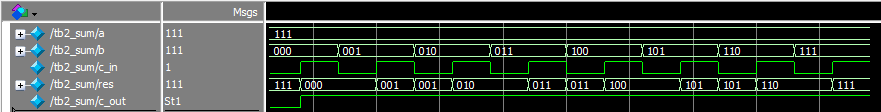 Msgs
/tb2_sum/a 111 111
/tb2_sum/b 111 000 001 010 011 100 101 110 111
/tb2_sum/c_in 1
/tb2_sum/res 111 111 000 001 001 010 011 011 100 101 101 110 111
/tb2_sum/c_out St1